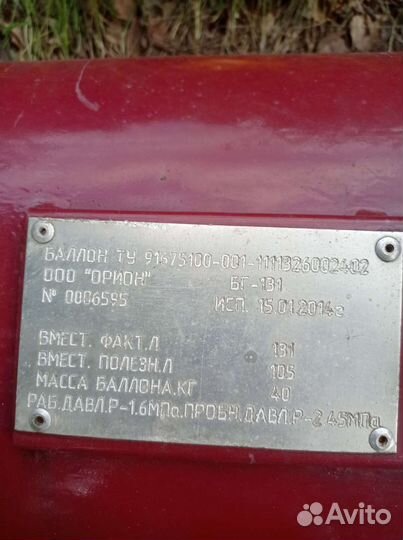 БАЛЛОН ТУ 91475100-001-1111326002402
ООО "ОРИОН" БГ-131
№ 0006595 ИСП. 15.01.2014г
ВМЕСТ. ФАКТ.Л 131
ВМЕСТ. ПОЛЕЗН.Л 105
МАССА БАЛЛОНА.КГ 40
РАБ.ДАВЛ.Р-1.6МПа.ПРОБН.ДАВЛ.Р-2.45МПа
Avito